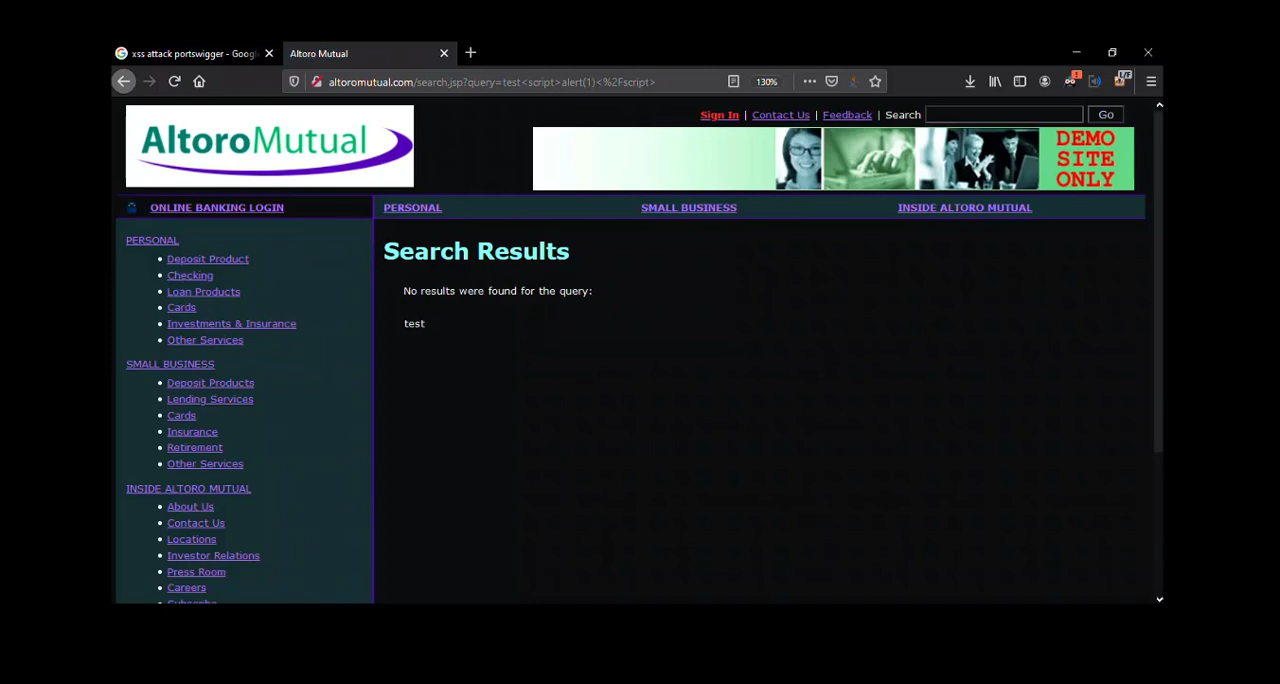 xss attack portswigger - Googl
Altoro Mutual
130%
altoromutual.com/search.jsp?query=test<script>alert(1)<%2Fscript>
AltoroMutual
Sign In | Contact Us | Feedback | Search
Go
DEMO
SITE
ONLY
ONLINE BANKING LOGIN
PERSONAL
SMALL BUSINESS
INSIDE ALTORO MUTUAL
PERSONAL
Deposit Product
Checking
Loan Products
Cards
Investments & Insurance
Other Services
SMALL BUSINESS
Deposit Products
Lending Services
Cards
Insurance
Retirement
Other Services
INSIDE ALTORO MUTUAL
About Us
Contact Us
Locations
Investor Relations
Press Room
Careers
Subscribe
Search Results
No results were found for the query:
test